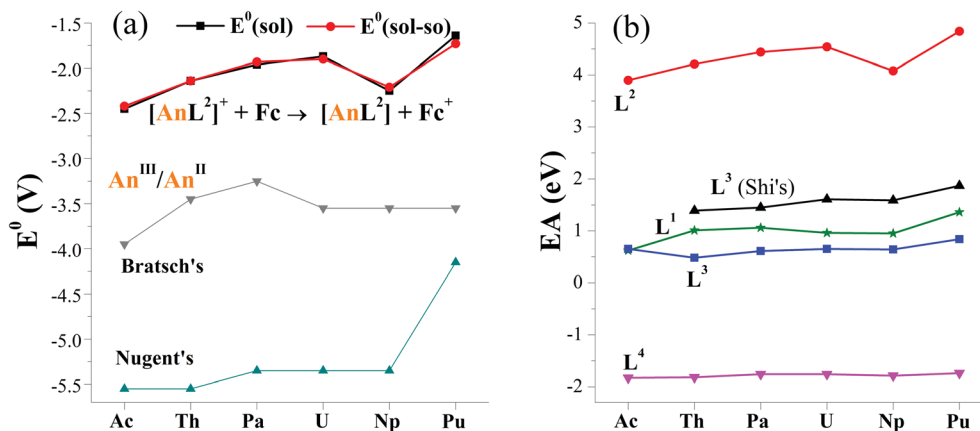 (a)
E⁰(sol) E⁰(sol-so)
[AnL²]⁺ + Fc → [AnL²] + Fc⁺
Anᴵᴵᴵ/Anᴵᴵ
Bratsch's
Nugent's
E⁰ (V)
-1.5
-2.0
-2.5
-3.0
-3.5
-4.0
-4.5
-5.0
-5.5
Ac Th Pa U Np Pu
(b)
L²
L³ (Shi's)
L¹
L³
L⁴
EA (eV)
5
4
3
2
1
0
-1
-2
Ac Th Pa U Np Pu